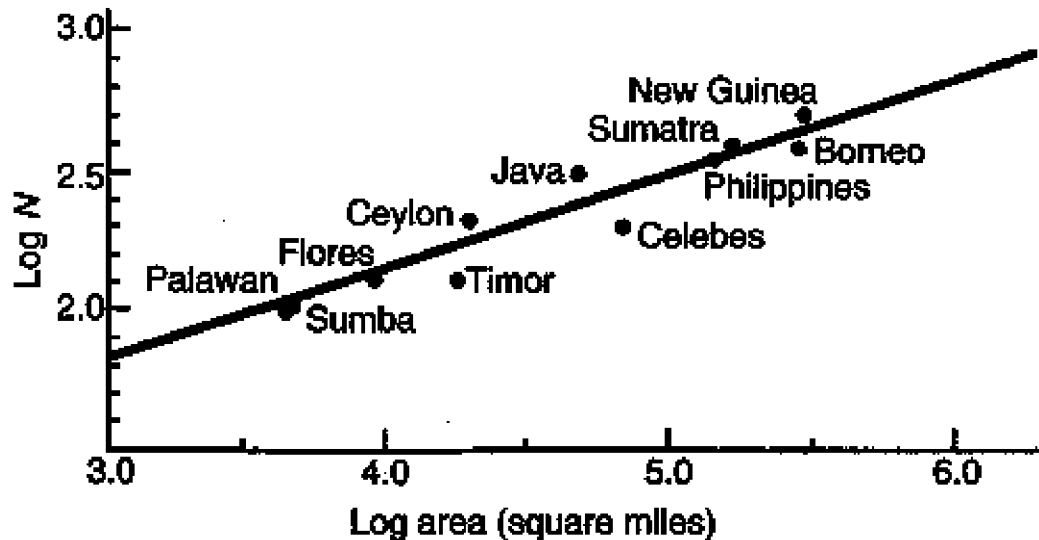 3.0
New Guinea
Sumatra
Borneo
2.5
Java
Philippines
Log N
Ceylon
Celebes
Flores
Palawan
Timor
2.0
Sumba
3.0 4.0 5.0 6.0
Log area (square miles)